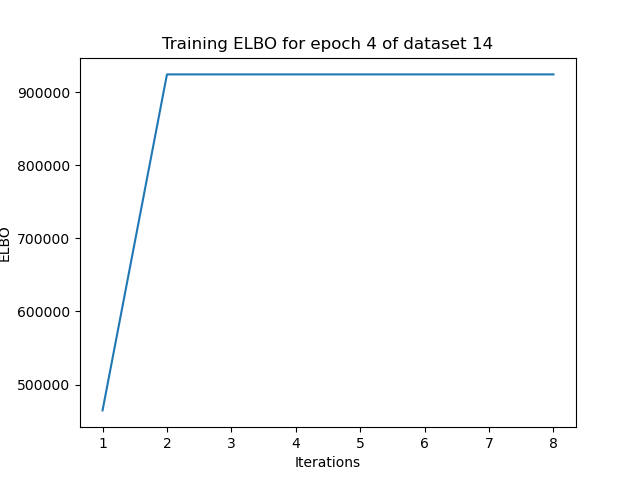 Training ELBO for epoch 4 of dataset 14
900000
800000
700000
600000
500000
ELBO
1 2 3 4 5 6 7 8
Iterations